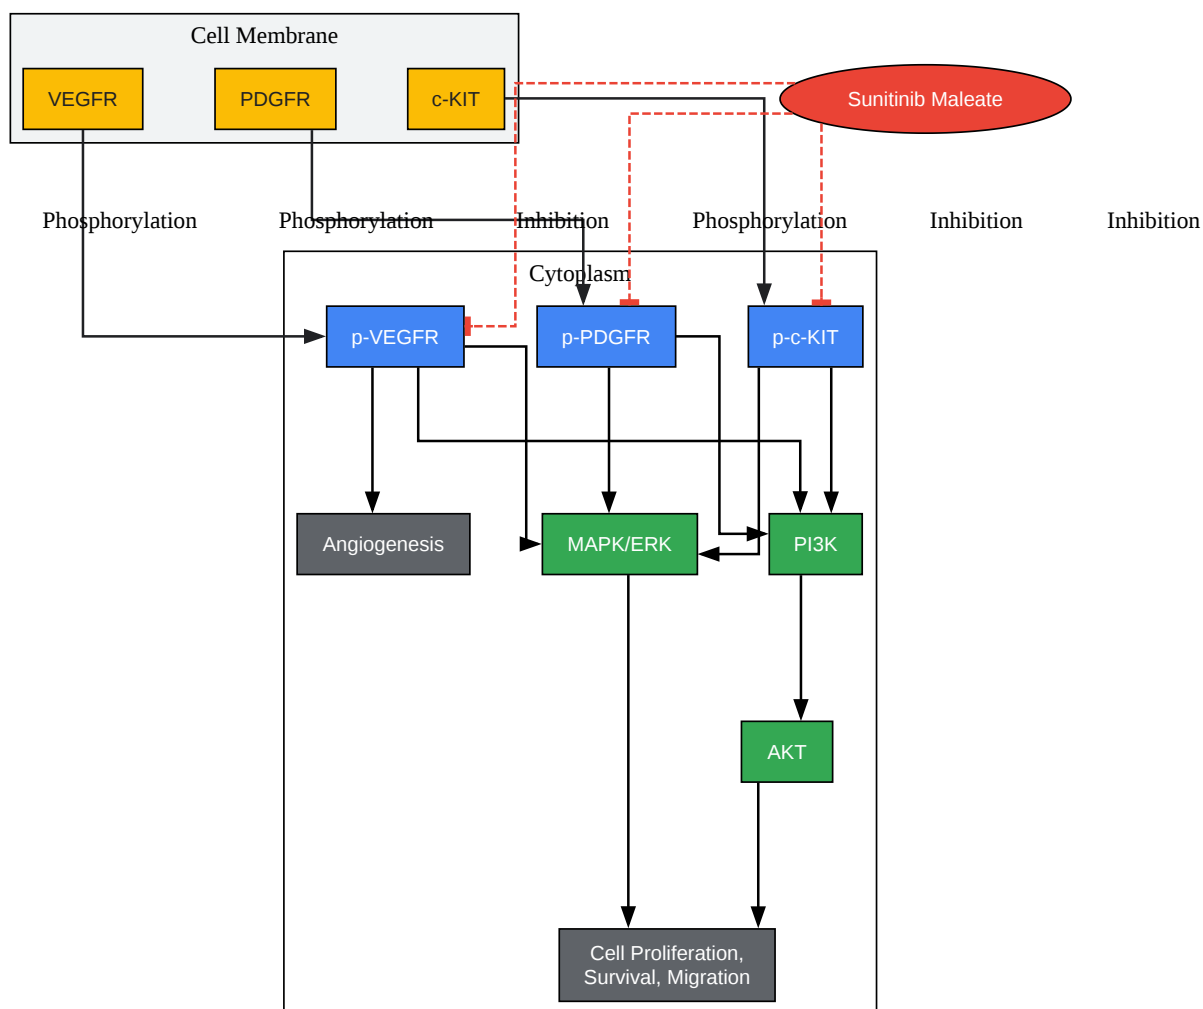 Cell Membrane
VEGFR
PDGFR
c-KIT
Sunitinib Maleate
Phosphorylation
Phosphorylation
Inhibition
Phosphorylation
Inhibition
Inhibition
Cytoplasm
p-VEGFR
p-PDGFR
p-c-KIT
Angiogenesis
MAPK/ERK
PI3K
AKT
Cell Proliferation,
Survival, Migration